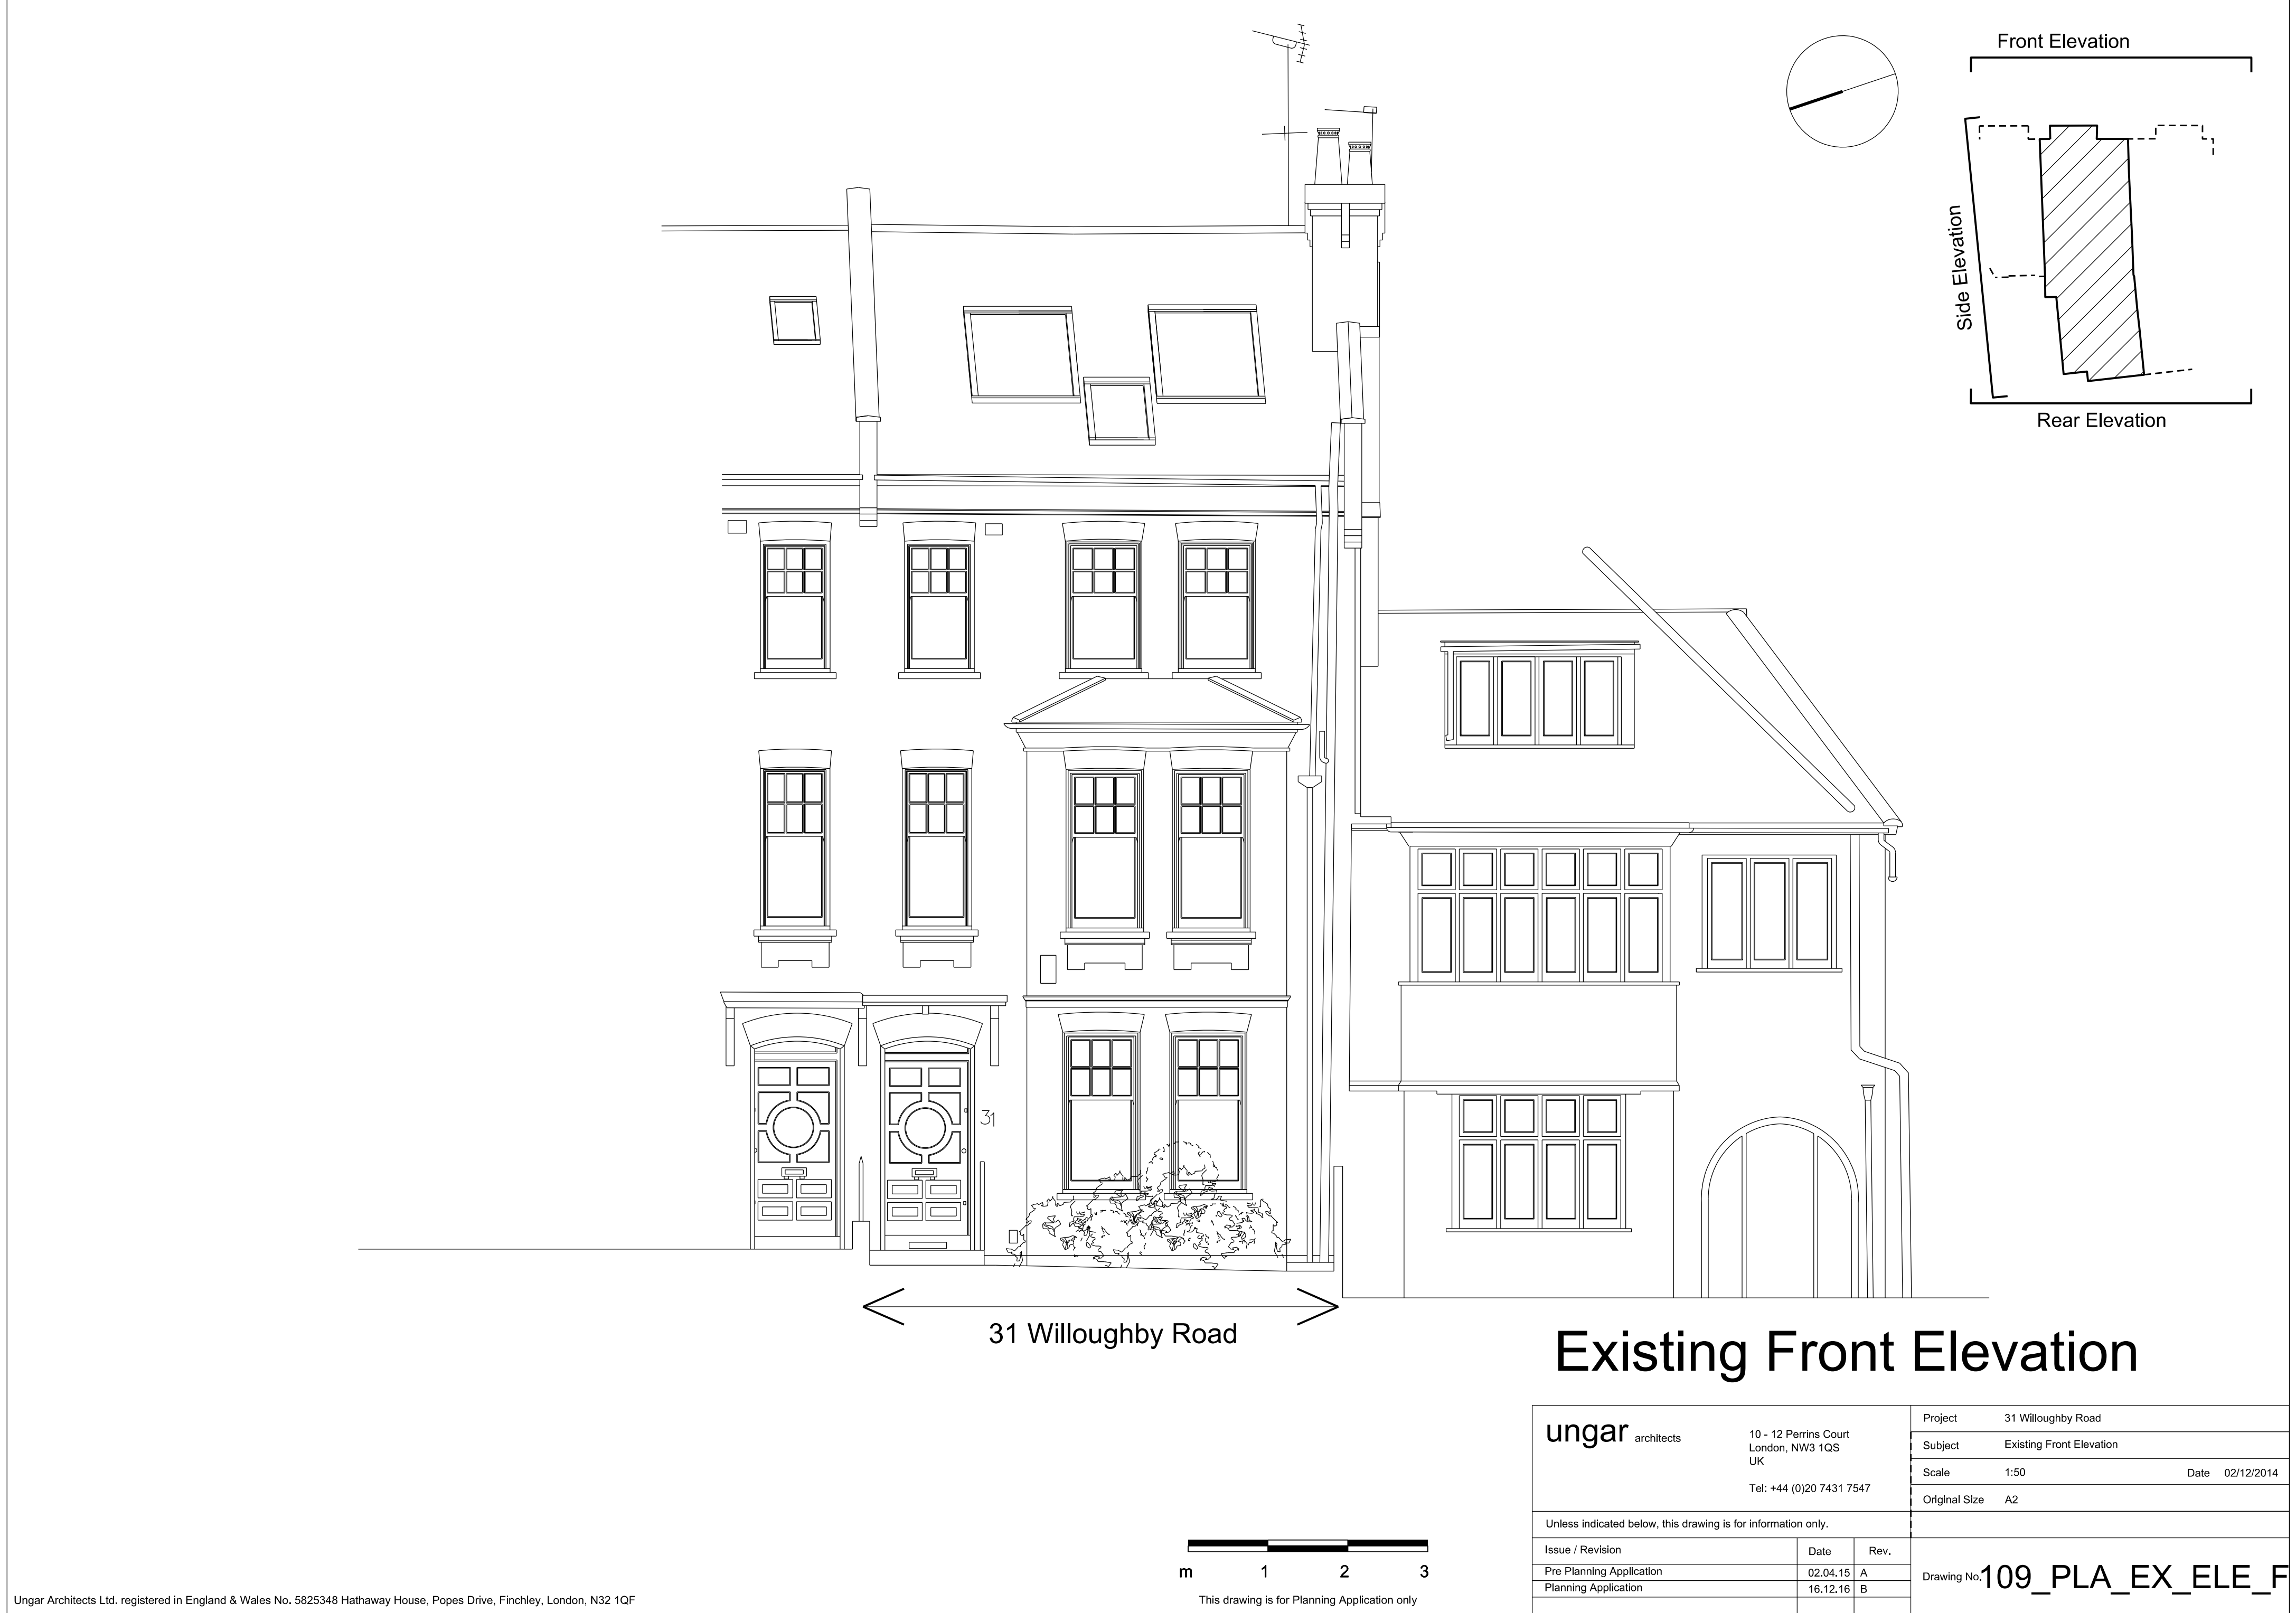 Front Elevation
Side Elevation
Rear Elevation
31
31 Willoughby Road
Existing Front Elevation
ungar architects
10 - 12 Perrins Court
London, NW3 1QS
UK
Tel: +44 (0)20 7431 7547
Project 31 Willoughby Road
Subject Existing Front Elevation
Scale 1:50 Date 02/12/2014
Original Size A2
Unless indicated below, this drawing is for information only.
Issue / Revision Date Rev.
Pre Planning Application 02.04.15 A
Planning Application 16.12.16 B
Drawing No. 109_PLA_EX_ELE_F
m 1 2 3
This drawing is for Planning Application only
Ungar Architects Ltd. registered in England & Wales No. 5825348 Hathaway House, Popes Drive, Finchley, London, N32 1QF